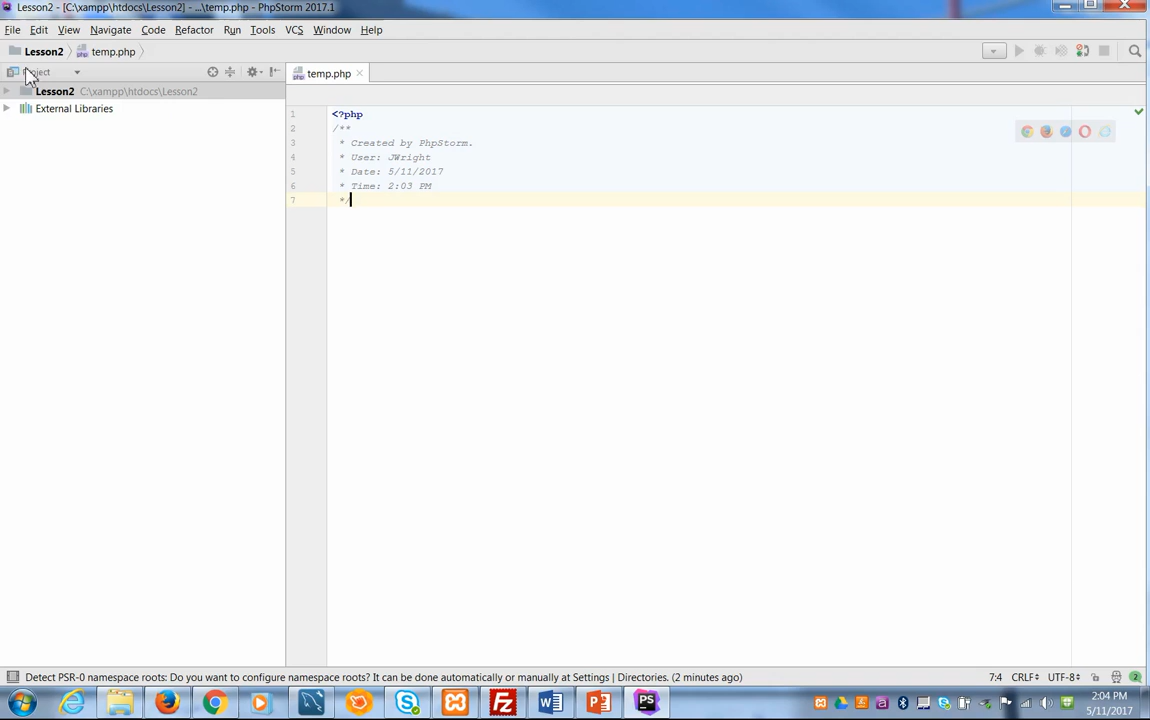 Lesson2 - [C:\xampp\htdocs\Lesson2] - ...\temp.php - PhpStorm 2017.1
File Edit View Navigate Code Refactor Run Tools VCS Window Help
Lesson2 temp.php
Project temp.php
Lesson2 C:\xampp\htdocs\Lesson2
External Libraries
1 <?php
2 /**
3 * Created by PhpStorm.
4 * User: JWright
5 * Date: 5/11/2017
6 * Time: 2:03 PM
7 */
Detect PSR-0 namespace roots: Do you want to configure namespace roots? It can be done automatically or manually at Settings | Directories. (2 minutes ago) 7:4 CRLF÷ UTF-8÷ 2
2:04 PM
5/11/2017